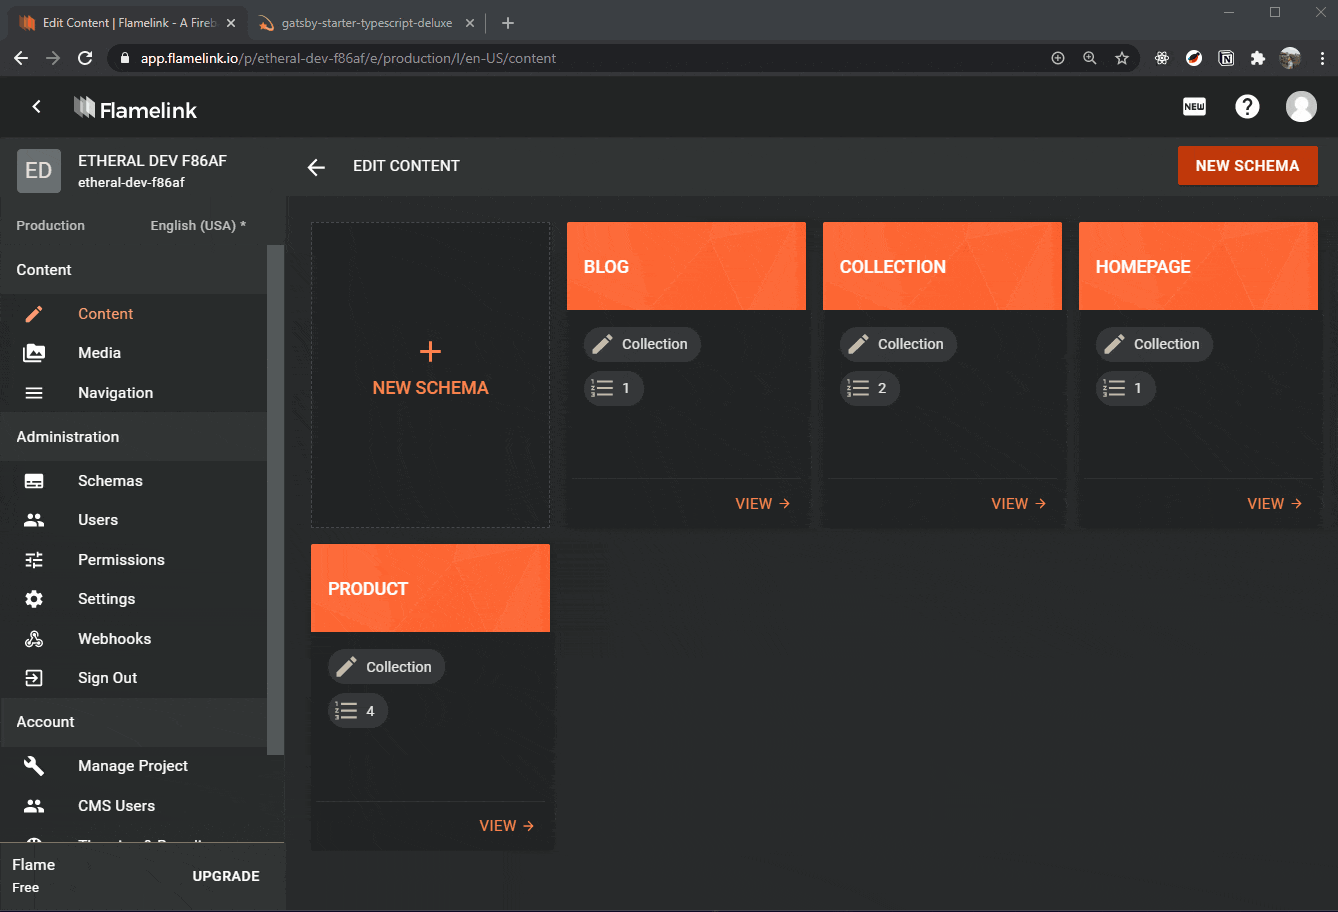 Edit Content | Flamelink - A Fireb
gatsby-starter-typescript-deluxe
app.flamelink.io/p/etheral-dev-f86af/e/production/l/en-US/content
Flamelink
NEW
ED
ETHERAL DEV F86AF
etheral-dev-f86af
Production
English (USA) *
Content
Content
Media
Navigation
Administration
Schemas
Users
Permissions
Settings
Webhooks
Sign Out
Account
Manage Project
CMS Users
Flame
Free
UPGRADE
EDIT CONTENT
NEW SCHEMA
NEW SCHEMA
BLOG
Collection
1
VIEW
COLLECTION
Collection
2
VIEW
HOMEPAGE
Collection
1
VIEW
PRODUCT
Collection
4
VIEW